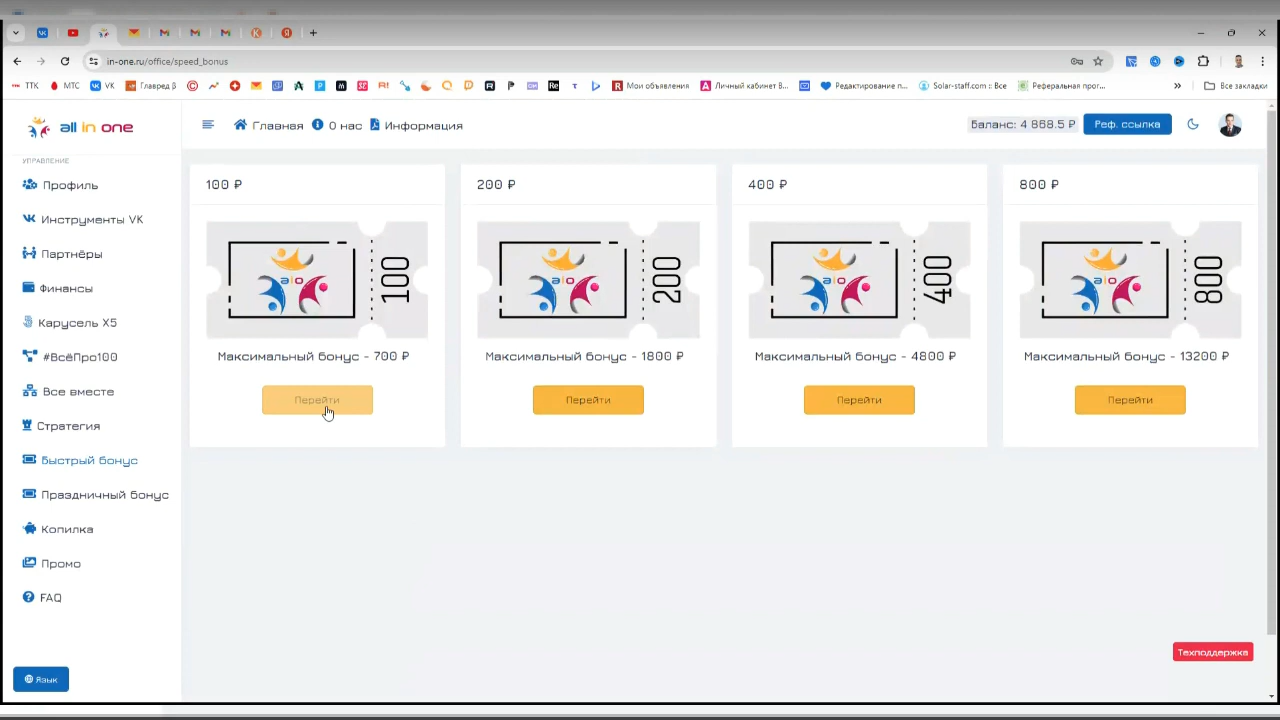 in-one.ru/office/speed_bonus
ТТК
МТС
VK
Главред β
Мои объявления
Личный кабинет В...
Редактирование п...
Solar-staff.com :: Все
Реферальная прог...
Все закладки
all in one
Главная
О нас
Информация
Баланс: 4 868.5 ₽
Реф. ссылка
УПРАВЛЕНИЕ
Профиль
Инструменты VK
Партнёры
Финансы
Карусель X5
#ВсёПро100
Все вместе
Стратегия
Быстрый бонус
Праздничный бонус
Копилка
Промо
FAQ
Язык
100 ₽
aio
100
Максимальный бонус - 700 ₽
Перейти
200 ₽
aio
200
Максимальный бонус - 1800 ₽
Перейти
400 ₽
aio
400
Максимальный бонус - 4800 ₽
Перейти
800 ₽
aio
800
Максимальный бонус - 13200 ₽
Перейти
Техподдержка